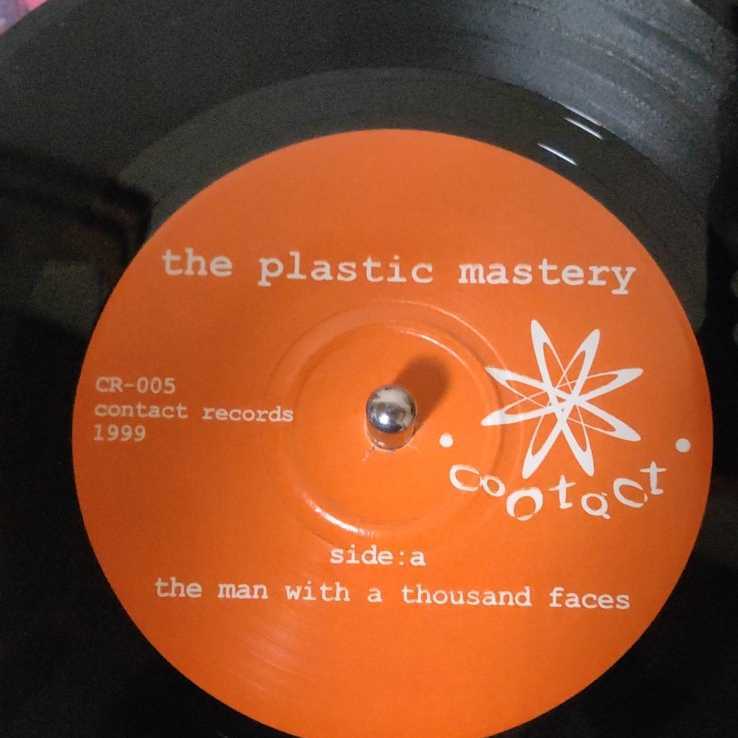 the plastic mastery
CR-005
contact records
1999
contact
side:a
the man with a thousand faces